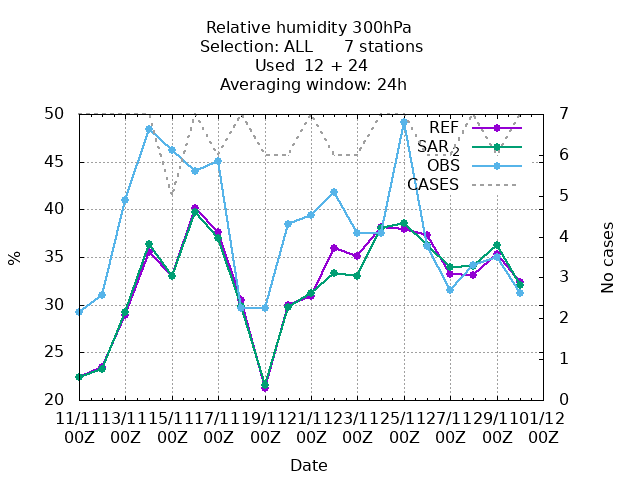 Relative humidity 300hPa
Selection: ALL      7 stations
Used  12 + 24
Averaging window: 24h
50
45
40
35
30
25
20
%
7
6
5
4
3
2
1
0
No cases
REF
SAR_2
OBS
CASES
11/11 13/11 15/11 17/11 19/11 21/11 23/11 25/11 27/11 29/11 01/12
00Z 00Z 00Z 00Z 00Z 00Z 00Z 00Z 00Z 00Z 00Z
Date